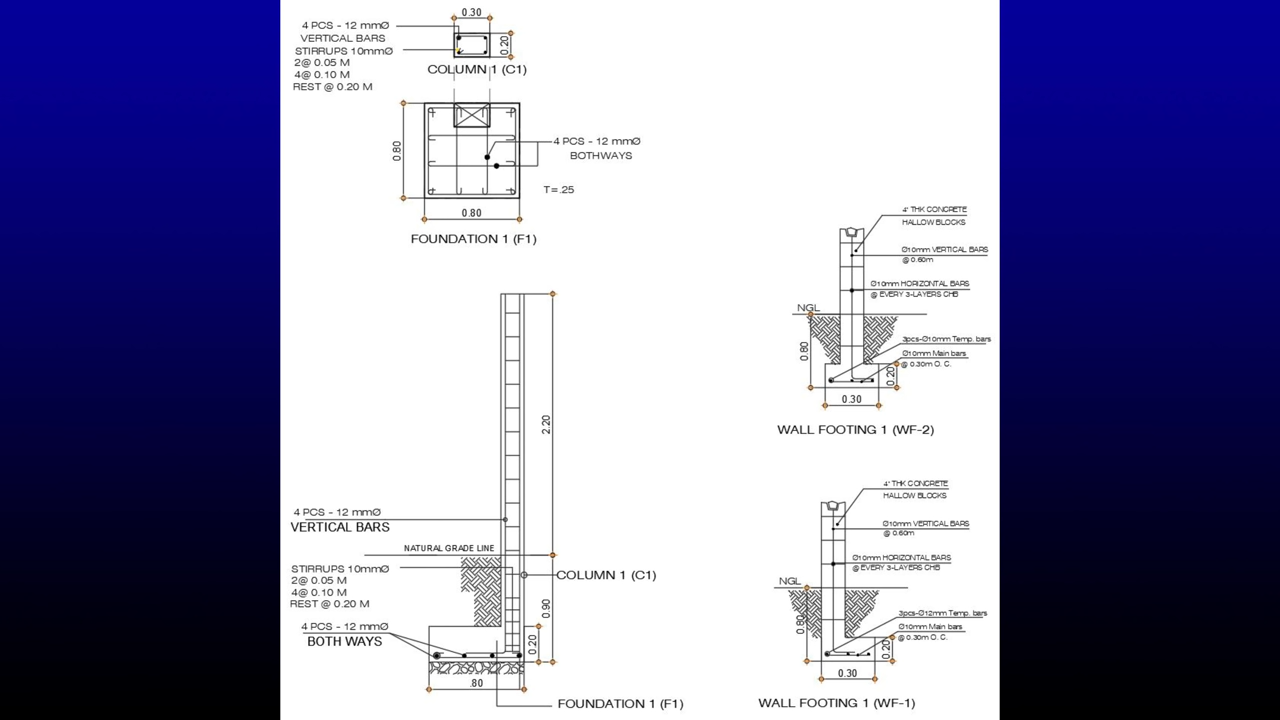 0.30
4 PCS - 12 mmØ
VERTICAL BARS
STIRRUPS 10mmØ
2@ 0.05 M
4@ 0.10 M
REST @ 0.20 M
0.20
COLUMN 1 (C1)
0.80
4 PCS - 12 mmØ
BOTHWAYS
T=.25
0.80
FOUNDATION 1 (F1)
2.20
4 PCS - 12 mmØ
VERTICAL BARS
NATURAL GRADE LINE
STIRRUPS 10mmØ
2@ 0.05 M
4@ 0.10 M
REST @ 0.20 M
COLUMN 1 (C1)
0.90
4 PCS - 12 mmØ
BOTH WAYS
0.20
.80
FOUNDATION 1 (F1)
4" THK CONCRETE
HALLOW BLOCKS
Ø10mm VERTICAL BARS
@ 0.60m
Ø10mm HORIZONTAL BARS
@ EVERY 3-LAYERS CHB
NGL
0.80
3pcs-Ø10mm Temp. bars
Ø10mm Main bars
@ 0.30m O. C.
0.20
0.30
WALL FOOTING 1 (WF-2)
4" THK CONCRETE
HALLOW BLOCKS
Ø10mm VERTICAL BARS
@ 0.60m
Ø10mm HORIZONTAL BARS
@ EVERY 3-LAYERS CHB
NGL
0.80
3pcs-Ø12mm Temp. bars
Ø10mm Main bars
@ 0.30m O. C.
0.20
0.30
WALL FOOTING 1 (WF-1)